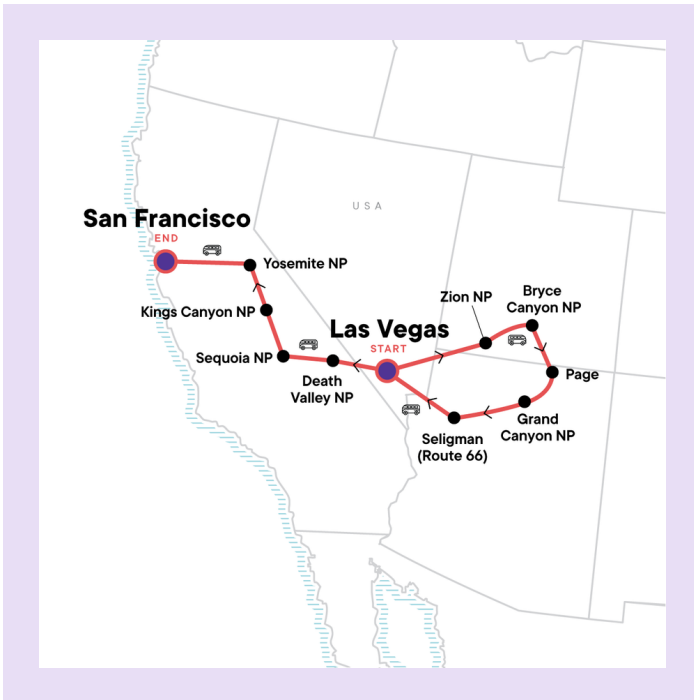 USA
San Francisco
END
Yosemite NP
Kings Canyon NP
Sequoia NP
Death
Valley NP
Las Vegas
START
Zion NP
Bryce
Canyon NP
Page
Grand
Canyon NP
Seligman
(Route 66)